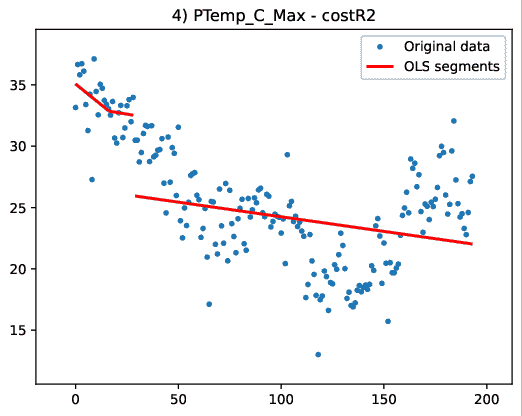 4) PTemp_C_Max - costR2
Original data
OLS segments
35
30
25
20
15
0 50 100 150 200